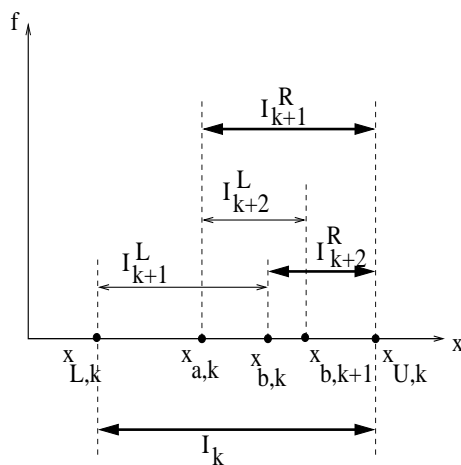 f
I_{k+1}^{R}
I_{k+2}^{L}
I_{k+1}^{L} I_{k+2}^{R}
x
x_{L,k} x_{a,k} x_{b,k} x_{b,k+1} x_{U,k}
I_k